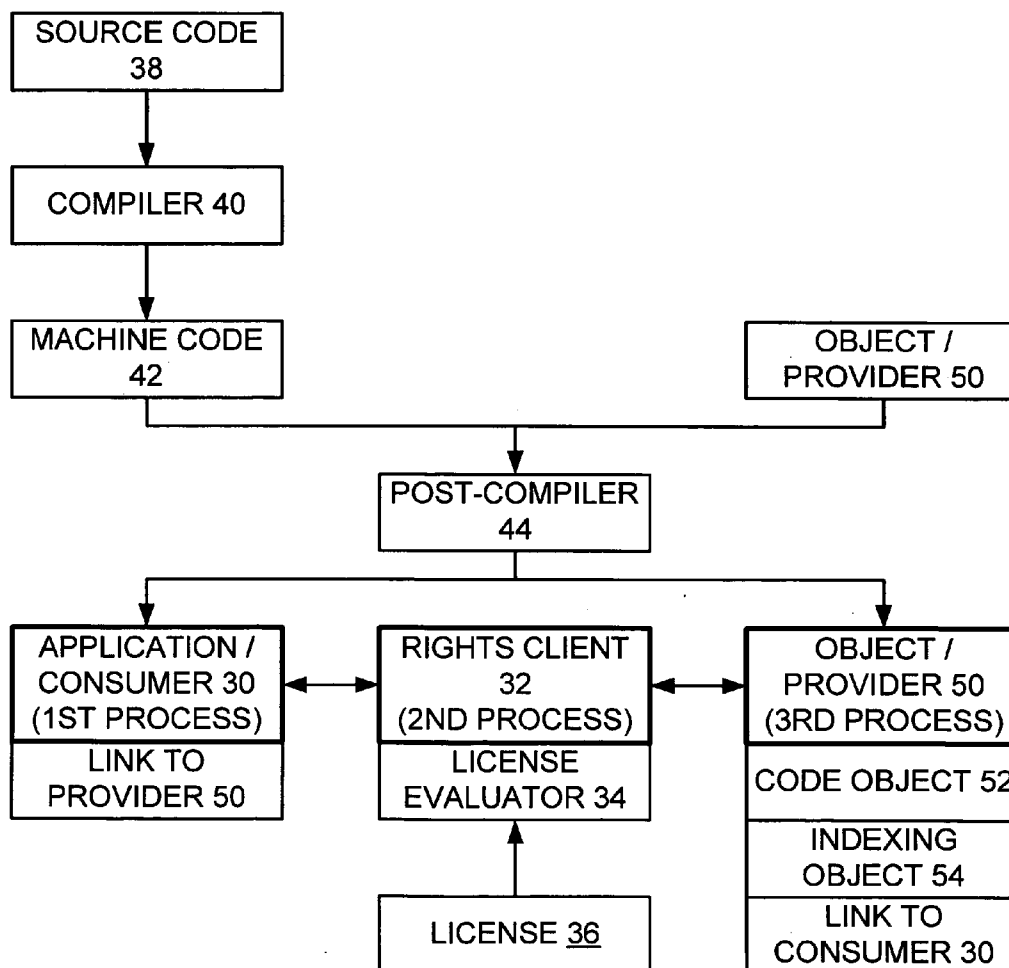 SOURCE CODE
38
COMPILER 40
MACHINE CODE
42
OBJECT /
PROVIDER 50
POST-COMPILER
44
APPLICATION /
CONSUMER 30
(1ST PROCESS)
LINK TO
PROVIDER 50
RIGHTS CLIENT
32
(2ND PROCESS)
LICENSE
EVALUATOR 34
LICENSE 36
OBJECT /
PROVIDER 50
(3RD PROCESS)
CODE OBJECT 52
INDEXING
OBJECT 54
LINK TO
CONSUMER 30